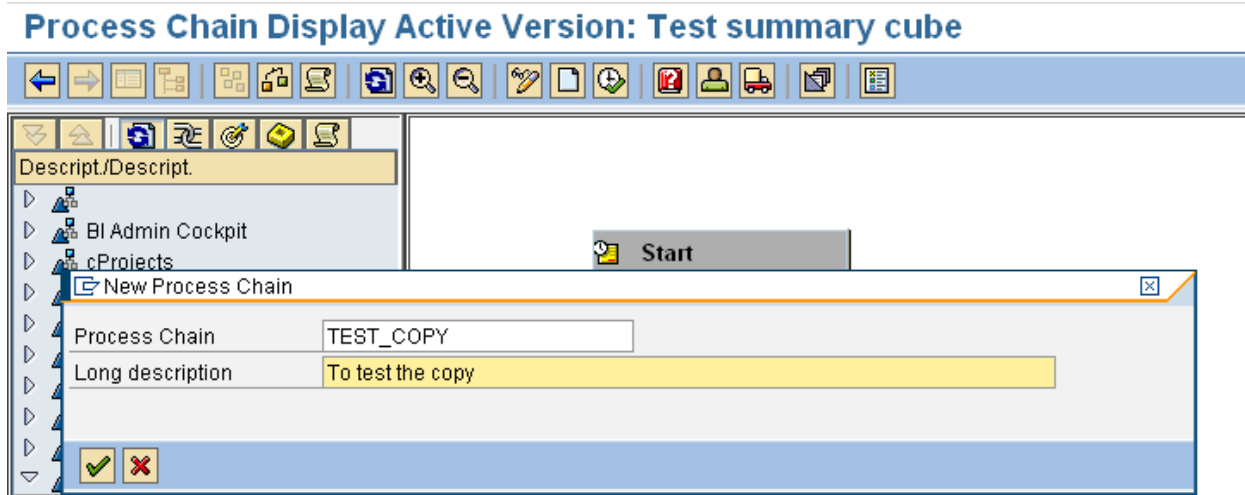 Process Chain Display Active Version: Test summary cube
Descript./Descript.
BI Admin Cockpit
cProjects
Start
New Process Chain
Process Chain TEST_COPY
Long description To test the copy